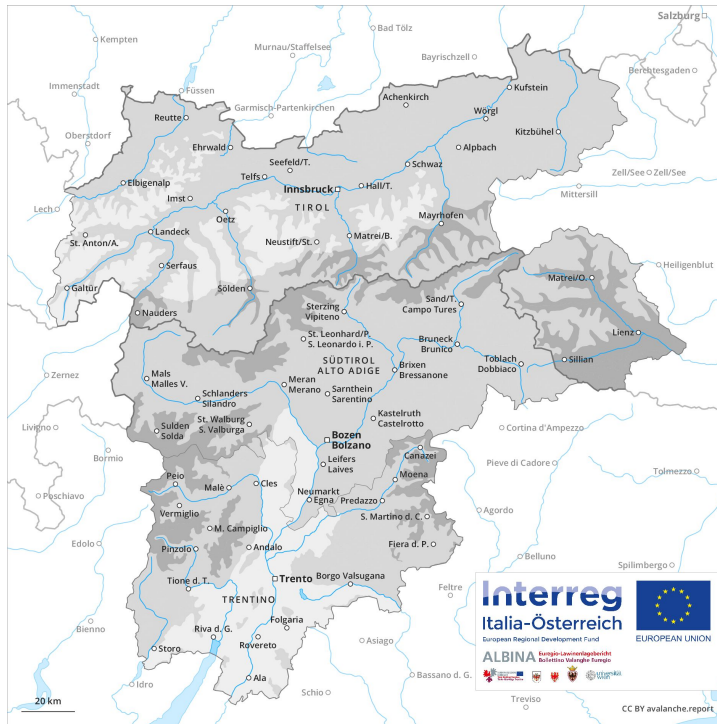 Salzburg
Kempten
Bad Tölz
Murnau/Staffelsee
Bayrischzell
Berchtesgaden
Immenstadt
Füssen
Garmisch-Partenkirchen
Achenkirch
Kufstein
Reutte
Wörgl
Oberstdorf
Ehrwald
Kitzbühel
Seefeld/T.
Alpbach
Telfs
Schwaz
Elbigenalp
Innsbruck
Hall/T.
Zell/See
Zell/See
Imst
TIROL
Mittersill
Lech
Oetz
Mayrhofen
St. Anton/A.
Landeck
Neustift/St.
Matrei/B.
Serfaus
Heiligenblut
Galtür
Sölden
Matrei/O.
Nauders
Sterzing
Vipiteno
Sand/T.
Campo Tures
St. Leonhard/P.
S. Leonardo i. P.
Lienz
Bruneck
Brunico
SÜDTIROL
ALTO ADIGE
Toblach
Dobbiaco
Sillian
Zernez
Mals
Malles V.
Meran
Merano
Brixen
Bressanone
Sarnthein
Sarentino
Schlanders
Silandro
St. Walburg
S. Valburga
Kastelruth
Castelrotto
Livigno
Sulden
Solda
Bozen
Bolzano
Cortina d'Ampezzo
Bormio
Canazei
Leifers
Laives
Pieve di Cadore
Peio
Moena
Tolmezzo
Malè
Cles
Neumarkt
Egna
Predazzo
Poschiavo
Vermiglio
Agordo
S. Martino d. C.
M. Campiglio
Edolo
Pinzolo
Andalo
Fiera d. P.
Belluno
Spilimbergo
Tione d. T.
Trento
Borgo Valsugana
Feltre
TRENTINO
Folgaria
Bienno
Riva d. G.
Rovereto
Asiago
Storo
Idro
Ala
Schio
Bassano d. G.
Treviso
20 km
Interreg
Italia-Österreich
European Regional Development Fund
EUROPEAN UNION
ALBINA
Euregio-Lawinenlagebericht
Bollettino Valanghe Euregio
CC BY avalanche.report